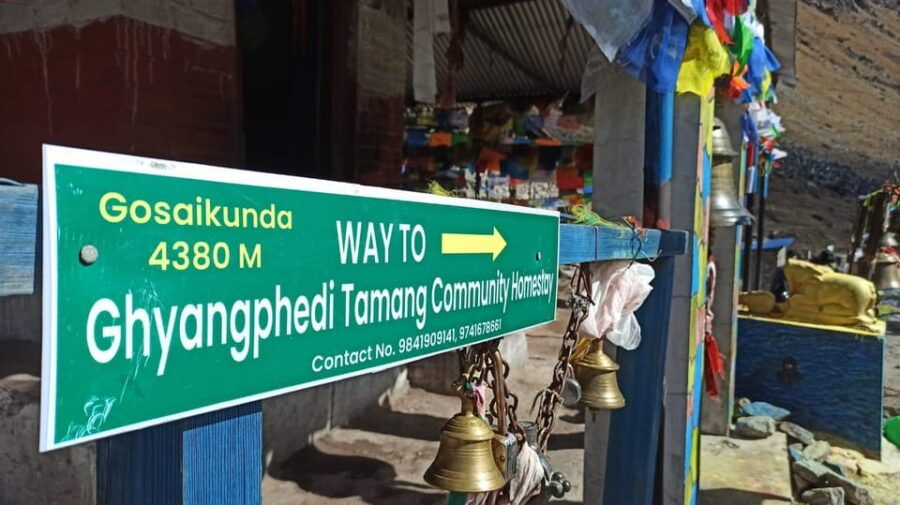 Gosaikunda
4380 M
WAY TO
Ghyangphedi Tamang Community Homestay
Contact No. 9841909141, 9741678661